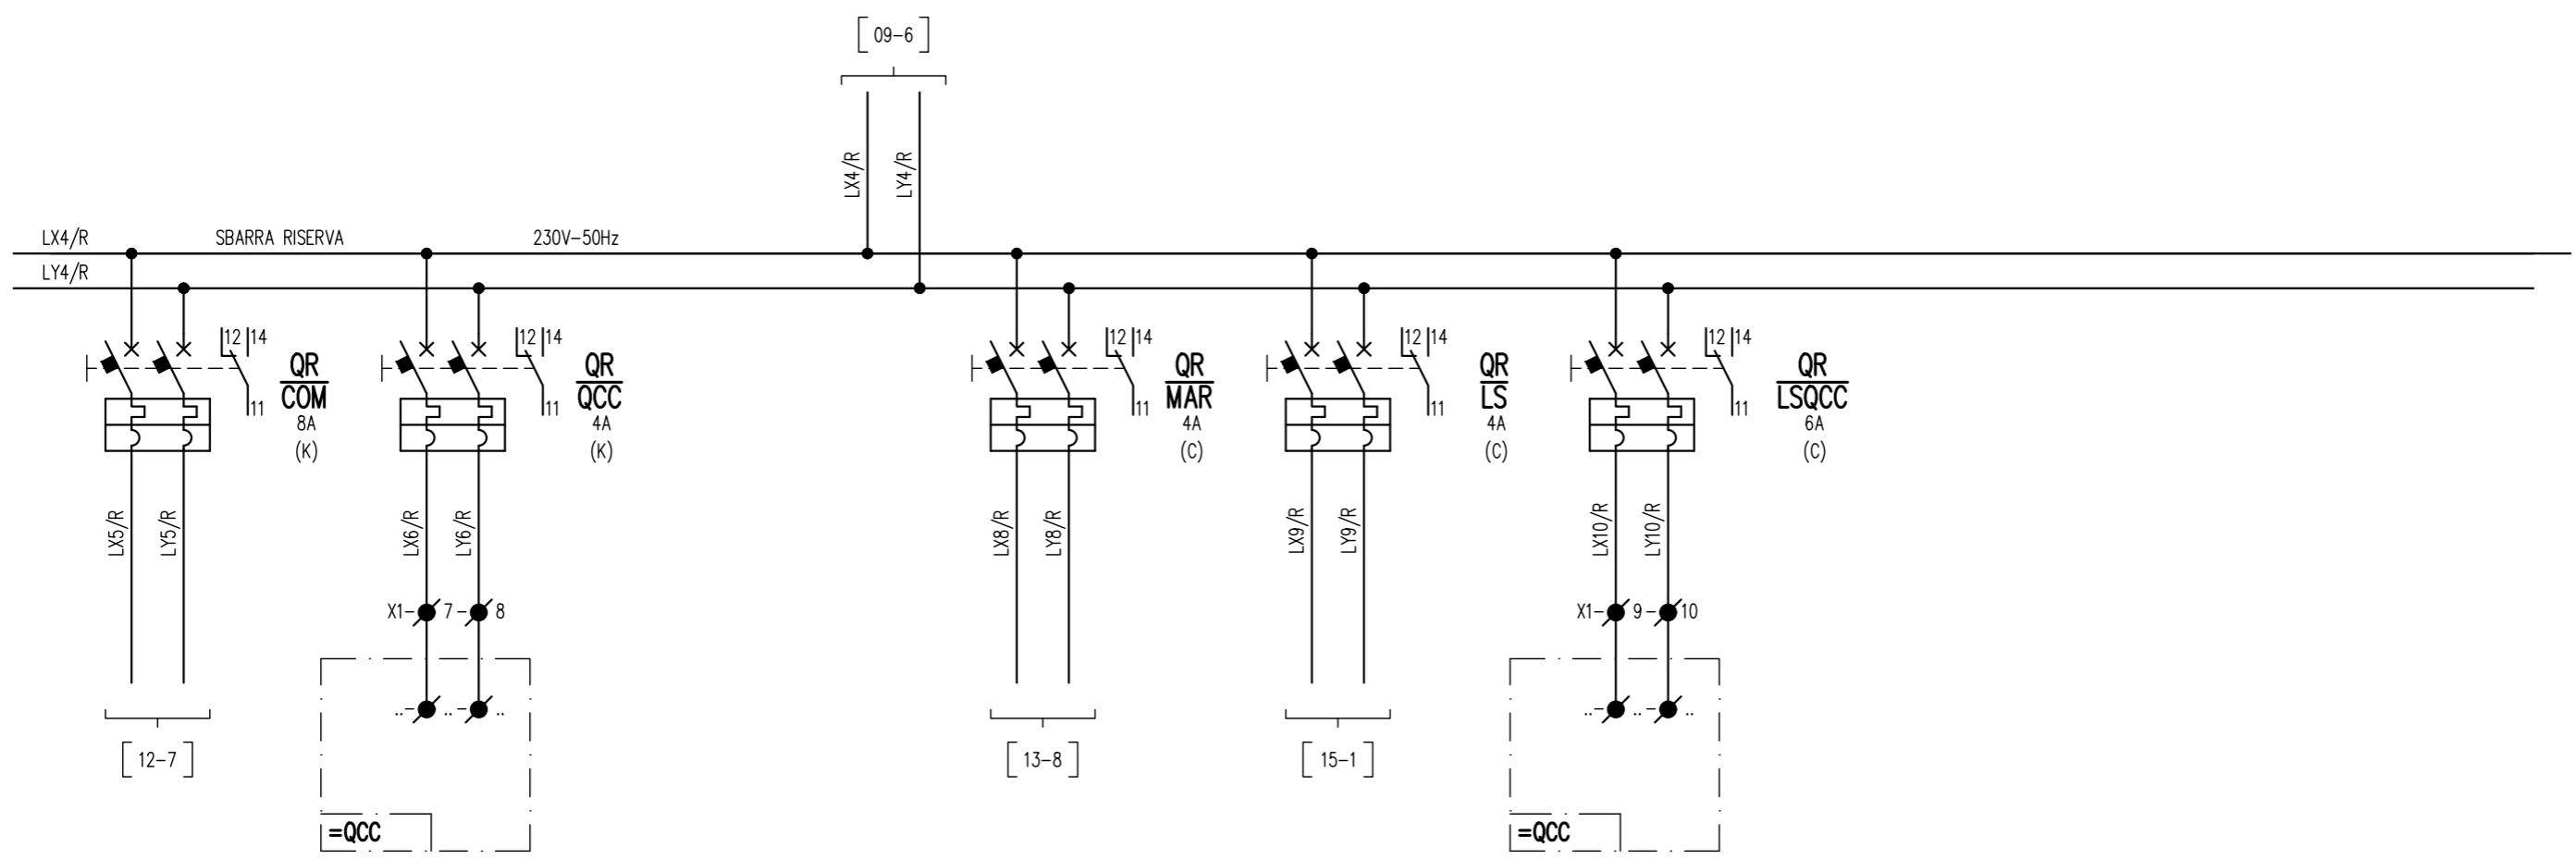 09-6
LX4/R
LY4/R
LX4/R SBARRA RISERVA 230V-50Hz
LY4/R
12 14
11
QR
COM
8A
(K)
12 14
11
QR
QCC
4A
(K)
12 14
11
QR
MAR
4A
(C)
12 14
11
QR
LS
4A
(C)
12 14
11
QR
LSQCC
6A
(C)
LX5/R
LY5/R
LX6/R
LY6/R
LX8/R
LY8/R
LX9/R
LY9/R
LX10/R
LY10/R
X1- 7 - 8
X1- 9 - 10
..- ..- ..
..- ..- ..
12-7
13-8
15-1
=QCC
=QCC